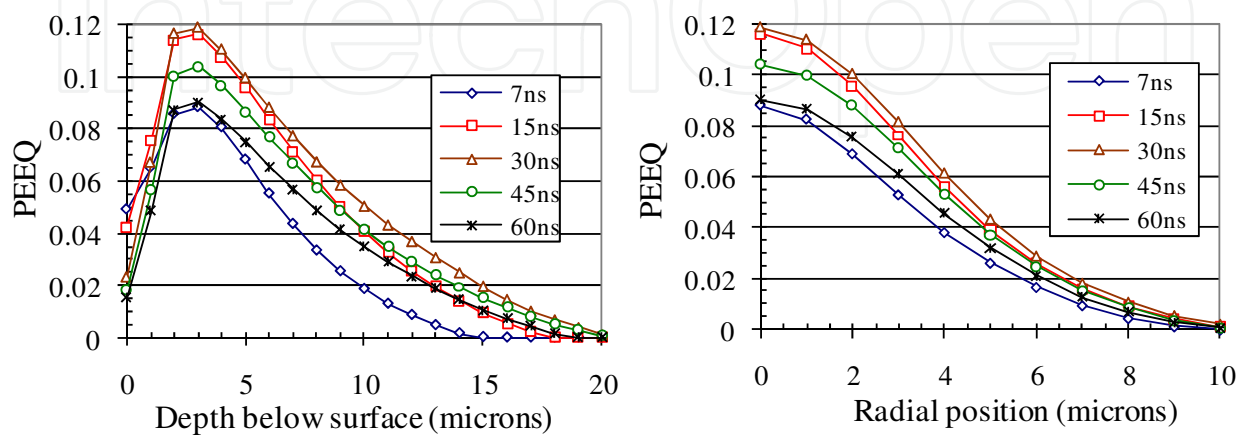 intechopen
0.12
0.1
0.08
0.06
0.04
0.02
0
PEEQ
0 5 10 15 20
Depth below surface (microns)
7ns
15ns
30ns
45ns
60ns
0.12
0.1
0.08
0.06
0.04
0.02
0
PEEQ
0 2 4 6 8 10
Radial position (microns)
7ns
15ns
30ns
45ns
60ns